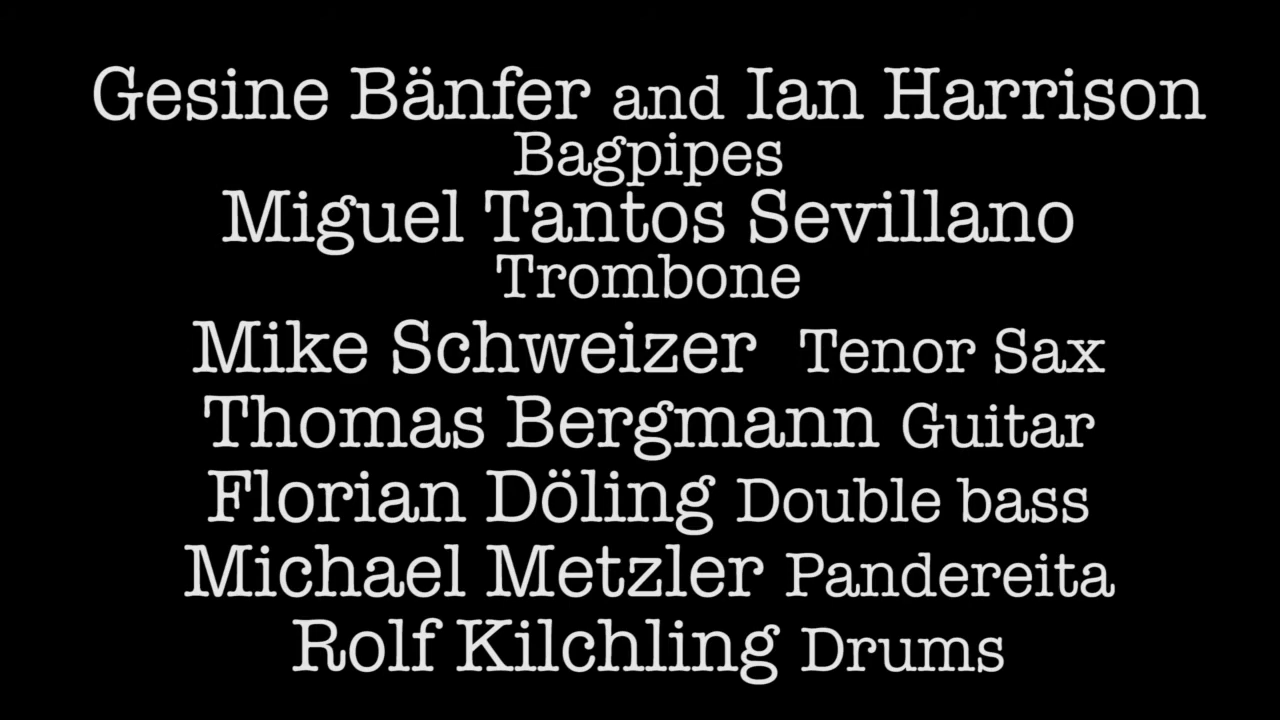 Gesine Bänfer and Ian Harrison
Bagpipes
Miguel Tantos Sevillano
Trombone
Mike Schweizer Tenor Sax
Thomas Bergmann Guitar
Florian Döling Double bass
Michael Metzler Pandereita
Rolf Kilchling Drums